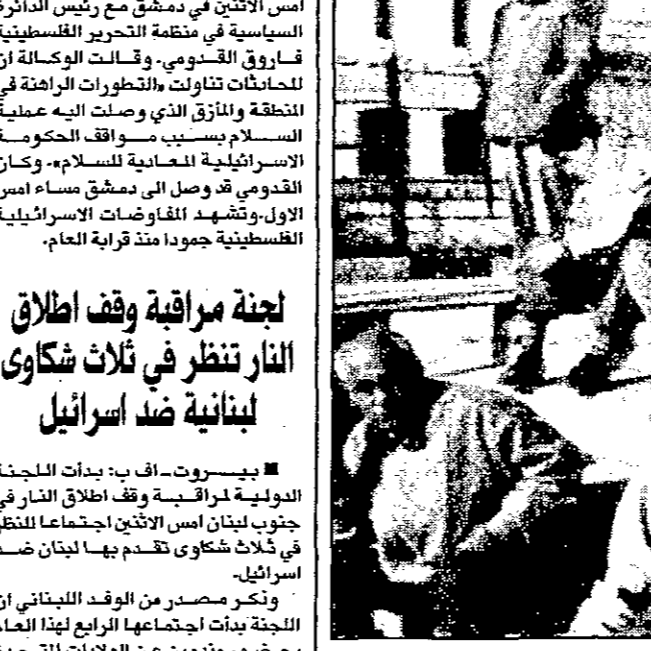 امس الاثنين في دمشق مع رئيس الدائرة
السياسية في منظمة التحرير الفلسطينية
فاروق القدومي. وقالت الوكالة ان
المحادثات تناولت «التطورات الراهنة في
المنطقة والمأزق الذي وصلت اليه عملية
السلام بسبب مواقف الحكومة
الاسرائيلية المعادية للسلام». وكان
القدومي قد وصل الى دمشق مساء امس
الاول. وتشهد المفاوضات الاسرائيلية
الفلسطينية جمودا منذ قرابة العام.
لجنة مراقبة وقف اطلاق
النار تنظر في ثلاث شكاوى
لبنانية ضد اسرائيل
■ بيروت ـ اف ب: بدأت اللجنة
الدولية لمراقبة وقف اطلاق النار في
جنوب لبنان امس الاثنين اجتماعا للنظر
في ثلاث شكاوى تقدم بها لبنان ضد
اسرائيل.
وذكر مصدر من الوفد اللبناني ان
اللجنة بدأت اجتماعها الرابع لهذا العام